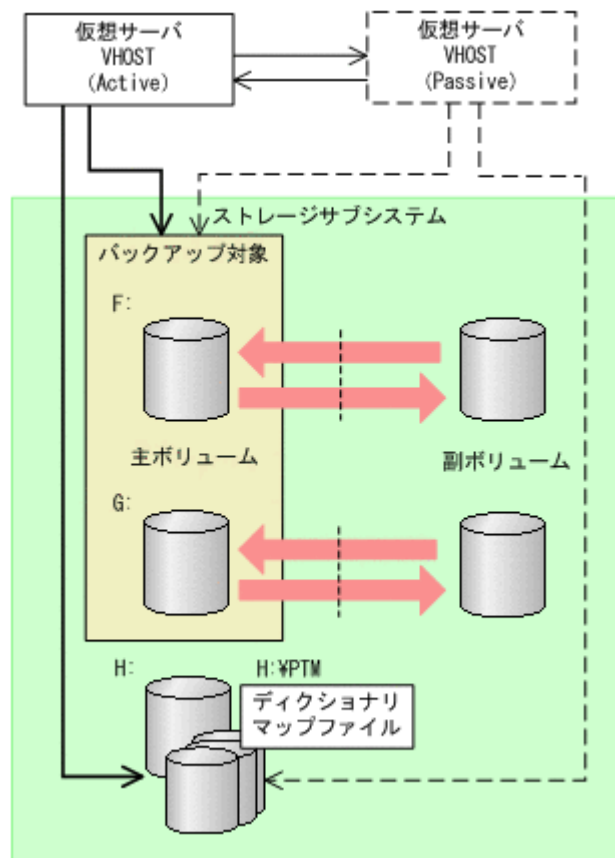 仮想サーバ
VHOST
(Active)
仮想サーバ
VHOST
(Passive)
ストレージサブシステム
バックアップ対象
F:
主ボリューム
副ボリューム
G:
H:
H:¥PTM
ディクショナリ
マップファイル